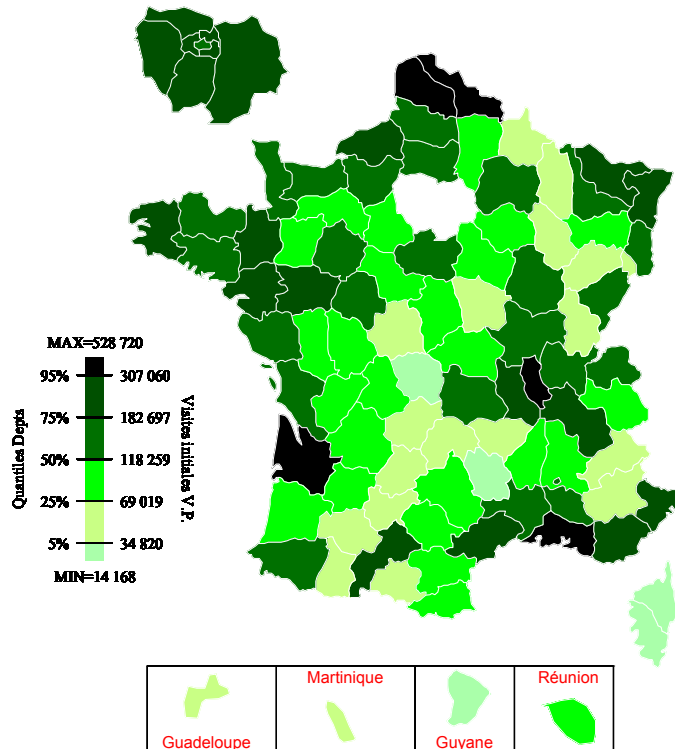 MAX=528 720
95% 307 060
75% 182 697
50% 118 259
25% 69 019
5% 34 820
MIN=14 168
Quantiles Depts
Visites initiales V.P.
Martinique
Réunion
Guadeloupe
Guyane